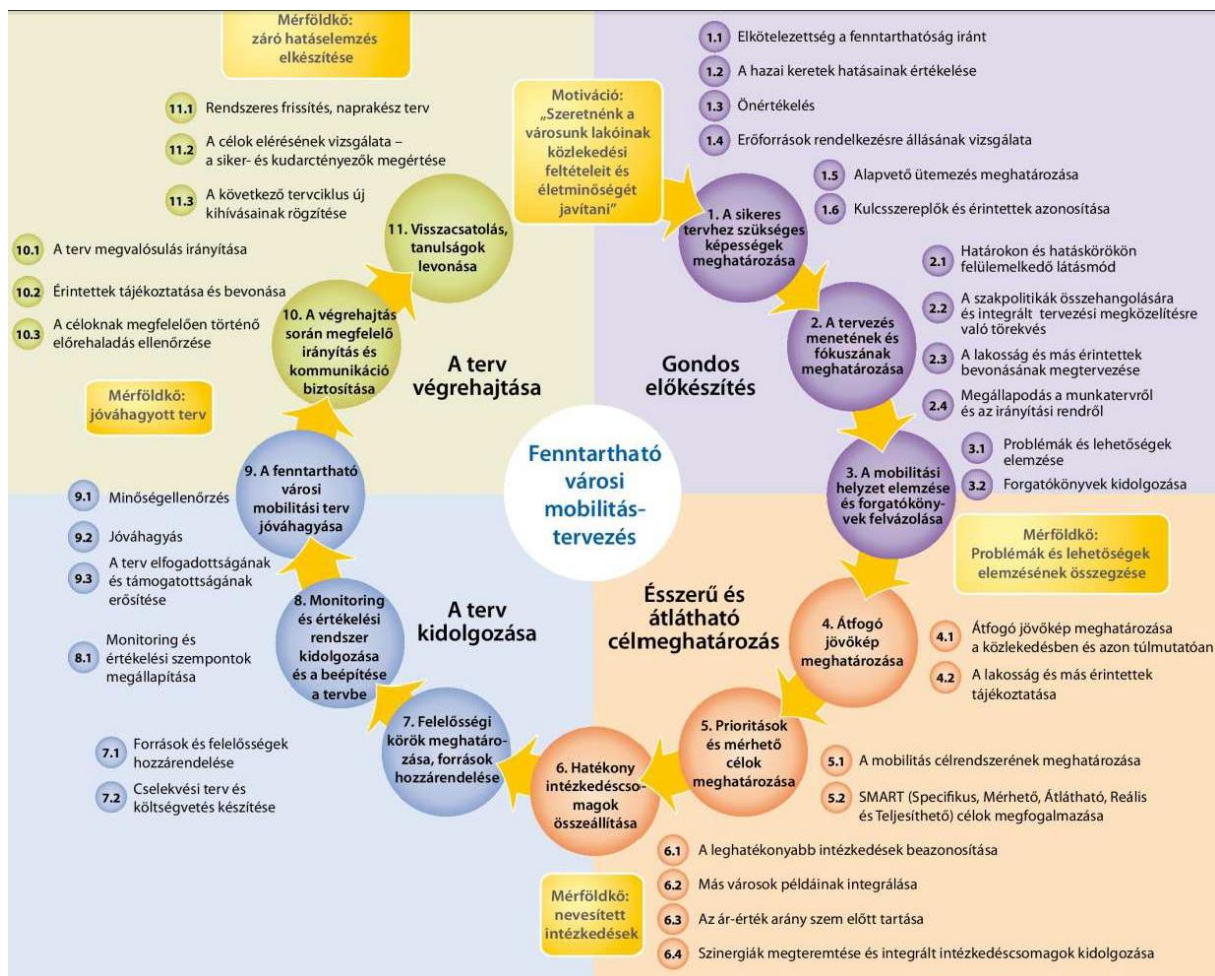 Mérföldkő:
záró hatáselemzés
elkészítése
11.1 Rendszeres frissítés, naprakész terv
11.2 A célok elérésének vizsgálata –
a siker- és kudarctényezők megértése
11.3 A következő tervciklus új
kihívásainak rögzítése
11. Visszacsatolás,
tanulságok
levonása
10.1 A terv megvalósulás irányítása
10.2 Érintettek tájékoztatása és bevonása
10.3 A céloknak megfelelően történő
előrehaladás ellenőrzése
10. A végrehajtás
során megfelelő
irányítás és
kommunikáció
biztosítása
A terv
végrehajtása
Mérföldkő:
jóváhagyott terv
Motiváció:
„Szeretnénk a
városunk lakóinak
közlekedési
feltételeit és
életminőségét
javítani”
1.1 Elkötelezettség a fenntarthatóság iránt
1.2 A hazai keretek hatásainak értékelése
1.3 Önértékelés
1.4 Erőforrások rendelkezésre állásának vizsgálata
1.5 Alapvető ütemezés meghatározása
1.6 Kulcsszereplők és érintettek azonosítása
1. A sikeres
tervhez szükséges
képességek
meghatározása
2.1 Határokon és hatáskörökön
felülemelkedő látásmód
2.2 A szakpolitikák összehangolására
és integrált tervezési megközelítésre
való törekvés
2.3 A lakosság és más érintettek
bevonásának megtervezése
2.4 Megállapodás a munkatervről
és az irányítási rendről
2. A tervezés
menetének és
fókuszának
meghatározása
Gondos
előkészítés
3.1 Problémák és lehetőségek
elemzése
3.2 Forgatókönyvek kidolgozása
3. A mobilitási
helyzet elemzése
és forgatóköny-
vek felvázolása
Fenntartható
városi
mobilitás-
tervezés
Mérföldkő:
Problémák és lehetőségek
elemzésének összegzése
Ésszerű és
átlátható
célmeghatározás
4. Átfogó
jövőkép
meghatározása
4.1 Átfogó jövőkép meghatározása
a közlekedésben és azon túlmutatóan
4.2 A lakosság és más érintettek
tájékoztatása
5. Prioritások
és mérhető
célok
meghatározása
5.1 A mobilitás célrendszerének meghatározása
5.2 SMART (Specifikus, Mérhető, Átlátható, Reális
és Teljesíthető) célok megfogalmazása
6. Hatékony
intézkedéscso-
magok
összeállítása
6.1 A leghatékonyabb intézkedések beazonosítása
6.2 Más városok példáinak integrálása
6.3 Az ár-érték arány szem előtt tartása
6.4 Szinergiák megteremtése és integrált intézkedéscsomagok kidolgozása
Mérföldkő:
nevesített
intézkedések
A terv
kidolgozása
7. Felelősségi
körök meghatáro-
zása, források
hozzárendelése
7.1 Források és felelősségek
hozzárendelése
7.2 Cselekvési terv és
költségvetés készítése
8. Monitoring
és értékelési
rendszer
kidolgozása
és a beépítése
a tervbe
8.1 Monitoring és
értékelési szempontok
megállapítása
9. A fenntartható
városi
mobilitási terv
jóváhagyása
9.1 Minőségellenőrzés
9.2 Jóváhagyás
9.3 A terv elfogadottságának
és támogatottságának
erősítése